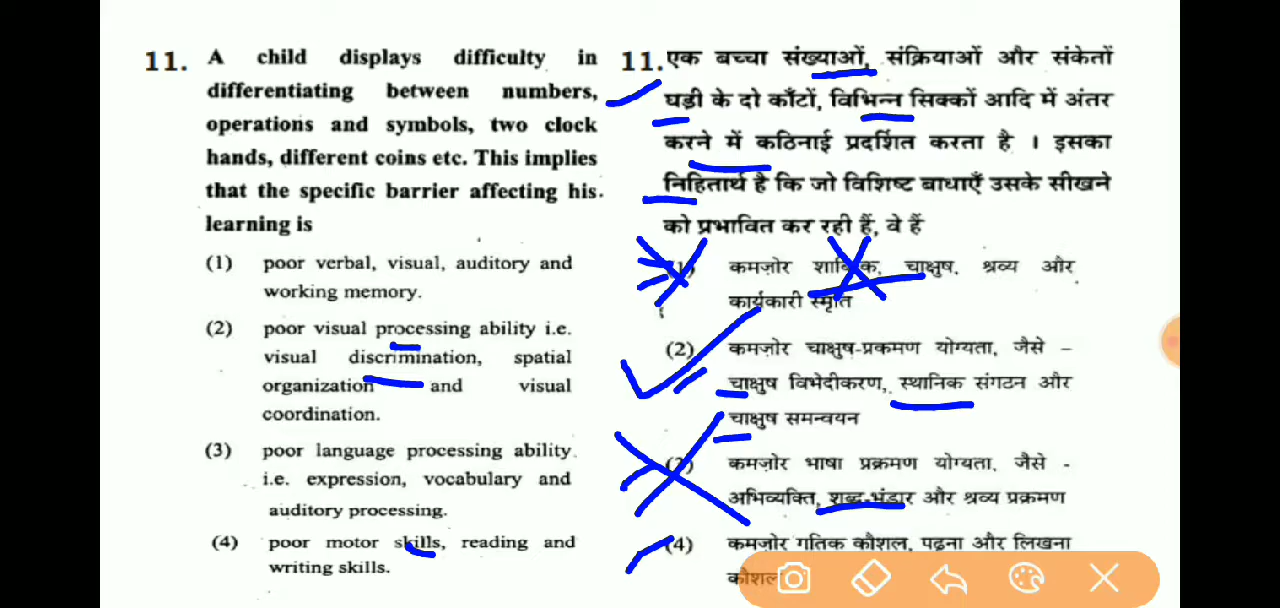 11. A child displays difficulty in
differentiating between numbers,
operations and symbols, two clock
hands, different coins etc. This implies
that the specific barrier affecting his
learning is
(1) poor verbal, visual, auditory and
working memory.
(2) poor visual processing ability i.e.
visual discrimination, spatial
organization and visual
coordination.
(3) poor language processing ability
i.e. expression, vocabulary and
auditory processing.
(4) poor motor skills, reading and
writing skills.
11. एक बच्चा संख्याओं, संक्रियाओं और संकेतों
घड़ी के दो काँटों, विभिन्न सिक्कों आदि में अंतर
करने में कठिनाई प्रदर्शित करता है । इसका
निहितार्थ है कि जो विशिष्ट बाधाएँ उसके सीखने
को प्रभावित कर रही हैं, वे हैं
(1) कमज़ोर शाब्दिक, चाक्षुष, श्रव्य और
कार्यकारी स्मृति
(2) कमज़ोर चाक्षुष-प्रक्रमण योग्यता, जैसे –
चाक्षुष विभेदीकरण, स्थानिक संगठन और
चाक्षुष समन्वयन
(3) कमज़ोर भाषा प्रक्रमण योग्यता, जैसे -
अभिव्यक्ति, शब्द-भंडार और श्रव्य प्रक्रमण
(4) कमज़ोर गतिक कौशल, पढ़ना और लिखना
कौशल